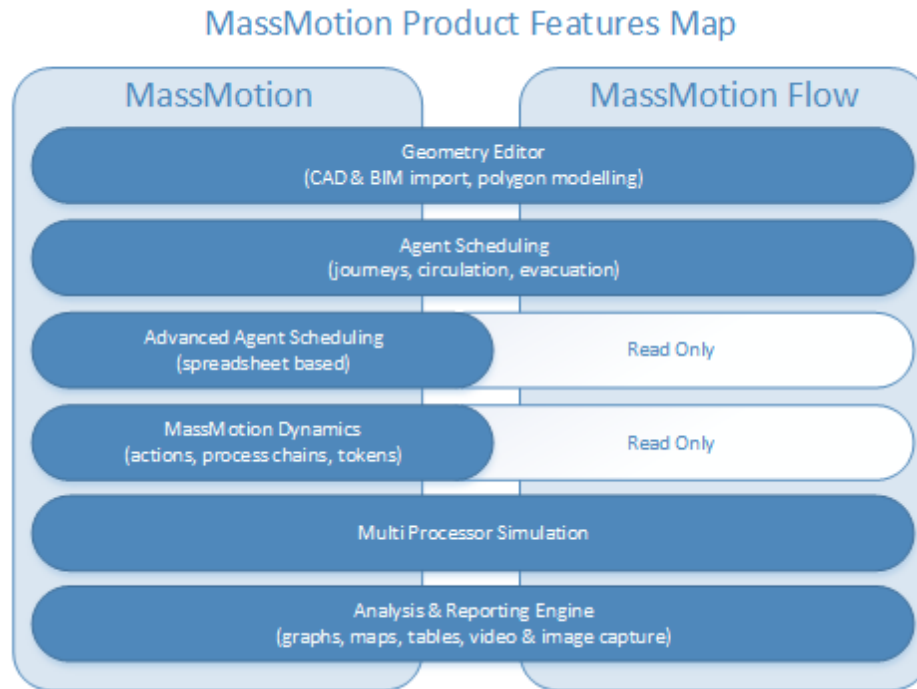 MassMotion Product Features Map
MassMotion
MassMotion Flow
Geometry Editor
(CAD & BIM import, polygon modelling)
Agent Scheduling
(journeys, circulation, evacuation)
Advanced Agent Scheduling
(spreadsheet based)
Read Only
MassMotion Dynamics
(actions, process chains, tokens)
Read Only
Multi Processor Simulation
Analysis & Reporting Engine
(graphs, maps, tables, video & image capture)